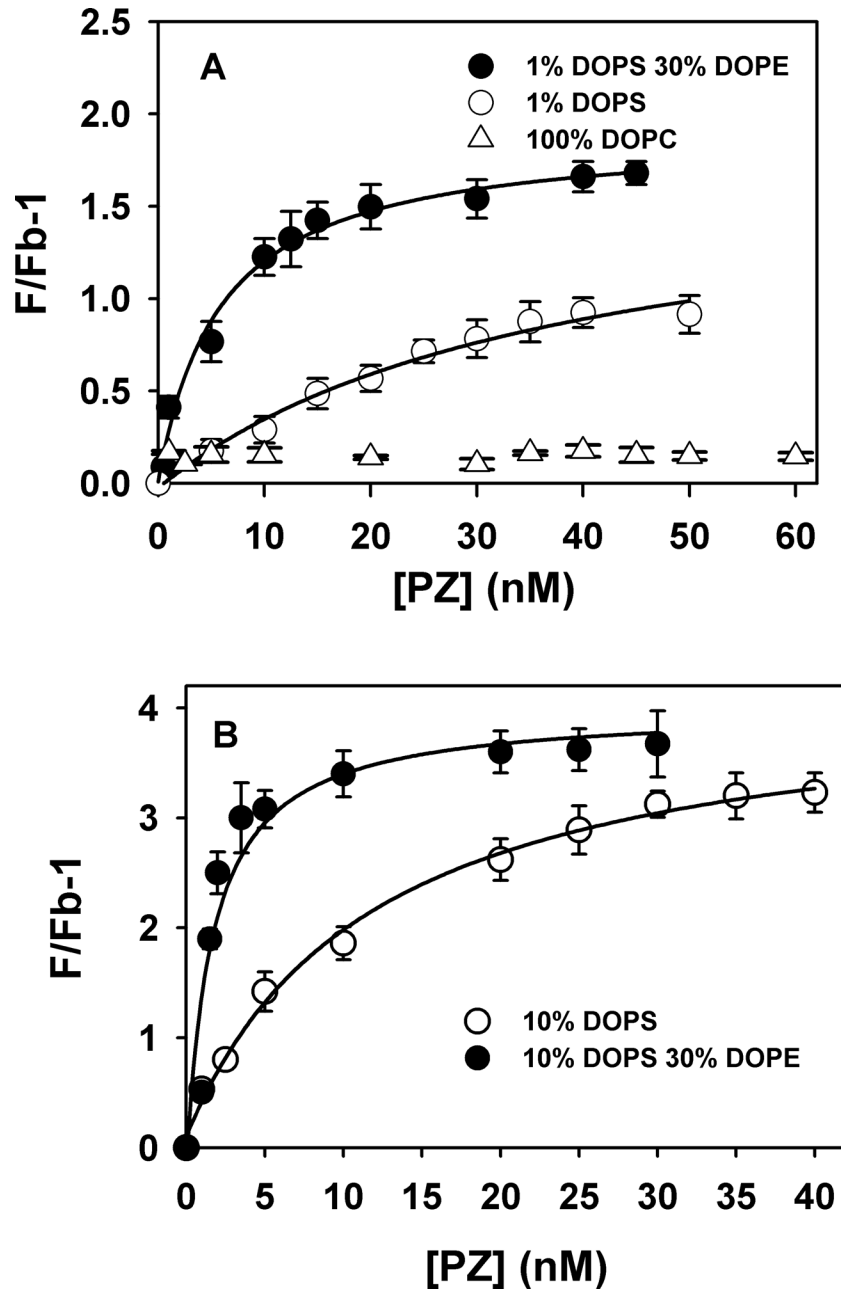 A
1% DOPS 30% DOPE
1% DOPS
100% DOPC
2.5
2.0
1.5
1.0
0.5
0.0
F/Fb-1
0 10 20 30 40 50 60
[PZ] (nM)
B
4
3
2
1
0
F/Fb-1
10% DOPS
10% DOPS 30% DOPE
0 5 10 15 20 25 30 35 40
[PZ] (nM)